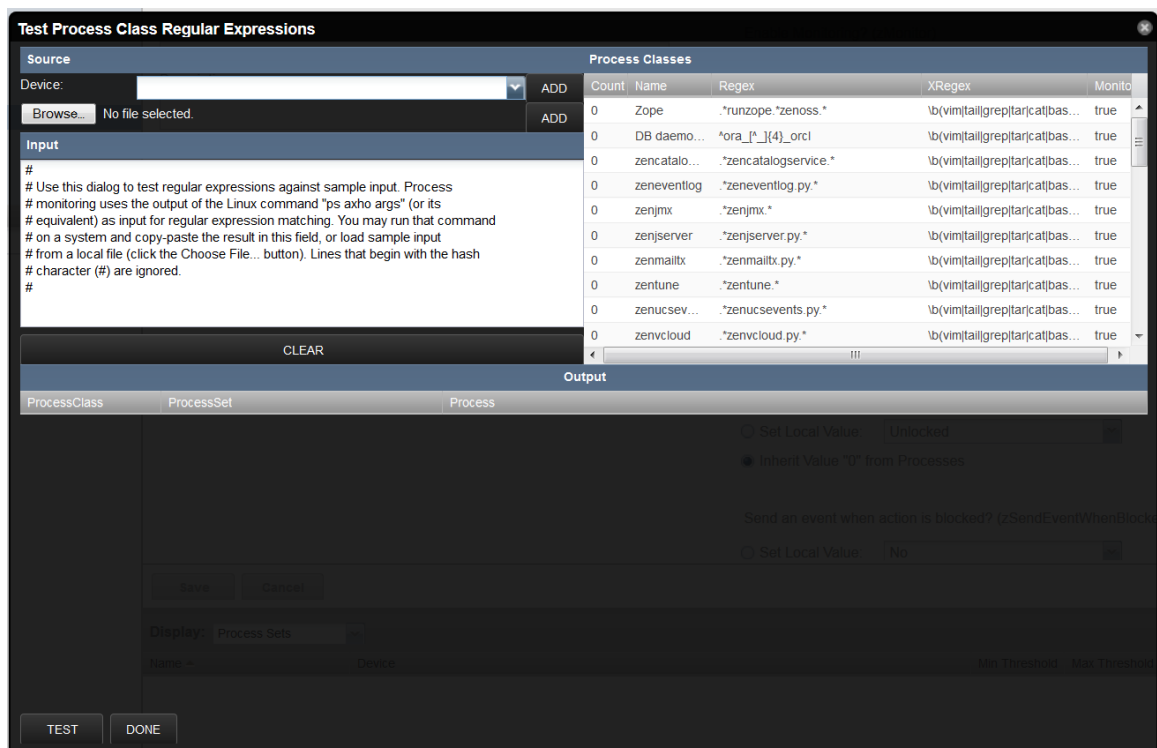 Test Process Class Regular Expressions
Source
Device:
ADD
Browse... No file selected.
ADD
Input
#
# Use this dialog to test regular expressions against sample input. Process
# monitoring uses the output of the Linux command "ps axho args" (or its
# equivalent) as input for regular expression matching. You may run that command
# on a system and copy-paste the result in this field, or load sample input
# from a local file (click the Choose File... button). Lines that begin with the hash
# character (#) are ignored.
#
CLEAR
Process Classes
Count Name Regex XRegex Monito
0 Zope .*runzope.*zenoss.* \b(vim|tail|grep|tar|cat|bas... true
0 DB daemo... ^ora_[^_]{4}_orcl \b(vim|tail|grep|tar|cat|bas... true
0 zencatalo... .*zencatalogservice.* \b(vim|tail|grep|tar|cat|bas... true
0 zeneventlog .*zeneventlog.py.* \b(vim|tail|grep|tar|cat|bas... true
0 zenjmx .*zenjmx.* \b(vim|tail|grep|tar|cat|bas... true
0 zenjserver .*zenjserver.py.* \b(vim|tail|grep|tar|cat|bas... true
0 zenmailtx .*zenmailtx.py.* \b(vim|tail|grep|tar|cat|bas... true
0 zentune .*zentune.* \b(vim|tail|grep|tar|cat|bas... true
0 zenucsev... .*zenucsevents.py.* \b(vim|tail|grep|tar|cat|bas... true
0 zenvcloud .*zenvcloud.py.* \b(vim|tail|grep|tar|cat|bas... true
Output
ProcessClass ProcessSet Process
Set Local Value: Unlocked
Inherit Value "0" from Processes
Send an event when action is blocked? (zSendEventWhenBlocke
Set Local Value: No
Save Cancel
Display: Process Sets
Name Device Min Threshold Max Threshold
TEST DONE